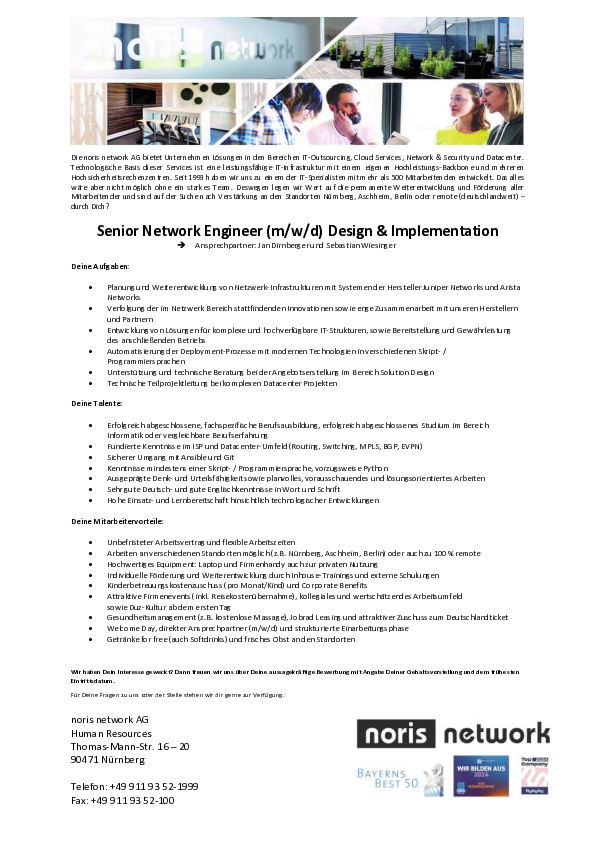 noris network
Die noris network AG bietet Unternehmen Lösungen in den Bereichen IT-Outsourcing, Cloud Services, Network & Security und Datacenter.
Technologische Basis dieser Services ist eine leistungsfähige IT-Infrastruktur mit einem eigenen Hochleistungs-Backbone und mehreren
Hochsicherheitsrechenzentren. Seit 1993 haben wir uns zu einem der IT-Spezialisten mit mehr als 500 Mitarbeitenden entwickelt. Das alles
wäre aber nicht möglich ohne ein starkes Team. Deswegen legen wir Wert auf die permanente Weiterentwicklung und Förderung aller
Mitarbeitender und sind auf der Suche nach Verstärkung an den Standorten Nürnberg, Aschheim, Berlin oder remote (deutschlandweit) –
durch Dich?
Senior Network Engineer (m/w/d) Design & Implementation
➔ Ansprechpartner: Jan Dirnberger und Sebastian Wiesinger
Deine Aufgaben:
• Planung und Weiterentwicklung von Netzwerk-Infrastrukturen mit Systemen der Hersteller Juniper Networks und Arista
Networks
• Verfolgung der im Netzwerk Bereich stattfindenden Innovationen sowie enge Zusammenarbeit mit unseren Herstellern
und Partnern
• Entwicklung von Lösungen für komplexe und hochverfügbare IT-Strukturen, sowie Bereitstellung und Gewährleistung
des anschließenden Betriebs
• Automatisierung der Deployment-Prozesse mit modernen Technologien in verschiedenen Skript- /
Programmiersprachen
• Unterstützung und technische Beratung bei der Angebotserstellung im Bereich Solution Design
• Technische Teilprojektleitung bei komplexen Datacenter Projekten
Deine Talente:
• Erfolgreich abgeschlossene, fachspezifische Berufsausbildung, erfolgreich abgeschlossenes Studium im Bereich
Informatik oder vergleichbare Berufserfahrung
• Fundierte Kenntnisse im ISP und Datacenter-Umfeld (Routing, Switching, MPLS, BGP, EVPN)
• Sicherer Umgang mit Ansible und Git
• Kenntnisse mindestens einer Skript- / Programmiersprache, vorzugsweise Python
• Ausgeprägte Denk- und Urteilsfähigkeit sowie planvolles, vorausschauendes und lösungsorientiertes Arbeiten
• Sehr gute Deutsch- und gute Englischkenntnisse in Wort und Schrift
• Hohe Einsatz- und Lernbereitschaft hinsichtlich technologischer Entwicklungen
Deine Mitarbeitervorteile:
• Unbefristeter Arbeitsvertrag und flexible Arbeitszeiten
• Arbeiten an verschiedenen Standorten möglich (z.B. Nürnberg, Aschheim, Berlin) oder auch zu 100 % remote
• Hochwertiges Equipment: Laptop und Firmenhandy auch zur privaten Nutzung
• Individuelle Förderung und Weiterentwicklung durch Inhouse-Trainings und externe Schulungen
• Kinderbetreuungskostenzuschuss (pro Monat/Kind) und Corporate Benefits
• Attraktive Firmenevents (inkl. Reisekostenübernahme), kollegiales und wertschätzendes Arbeitsumfeld
sowie Duz-Kultur ab dem ersten Tag
• Gesundheitsmanagement (z.B. kostenlose Massage), Jobrad Leasing und attraktiver Zuschuss zum Deutschlandticket
• Welcome Day, direkter Ansprechpartner (m/w/d) und strukturierte Einarbeitungsphase
• Getränke for free (auch Softdrinks) und frisches Obst an den Standorten
Wir haben Dein Interesse geweckt? Dann freuen wir uns über Deine aussagekräftige Bewerbung mit Angabe Deiner Gehaltsvorstellung und dem frühesten
Eintrittsdatum.
Für Deine Fragen zu uns oder der Stelle stehen wir dir gerne zur Verfügung.
noris network AG
Human Resources
Thomas-Mann-Str. 16 – 20
90471 Nürnberg
Telefon: +49 911 93 52-1999
Fax: +49 911 93 52-100
noris network
BAYERNS
BEST 50
WIR BILDEN AUS
2024
Top
Company
kununu